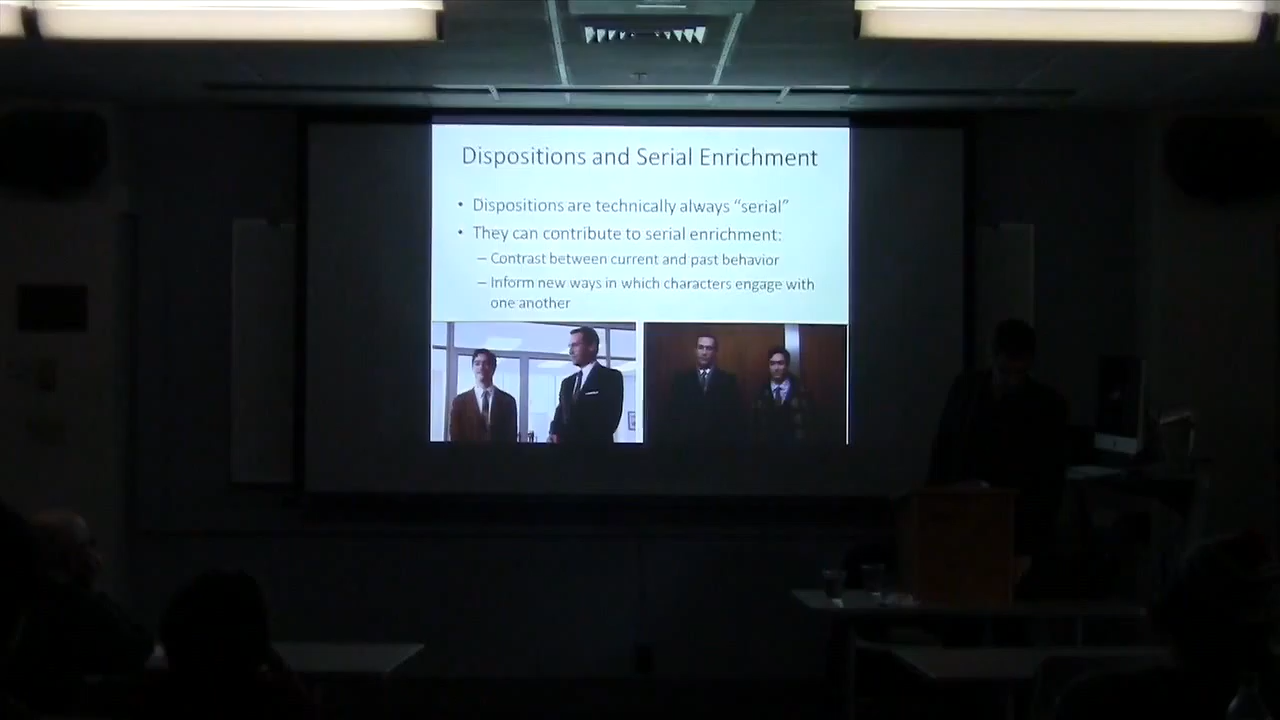 Dispositions and Serial Enrichment
• Dispositions are technically always “serial”
• They can contribute to serial enrichment:
– Contrast between current and past behavior
– Inform new ways in which characters engage with
one another